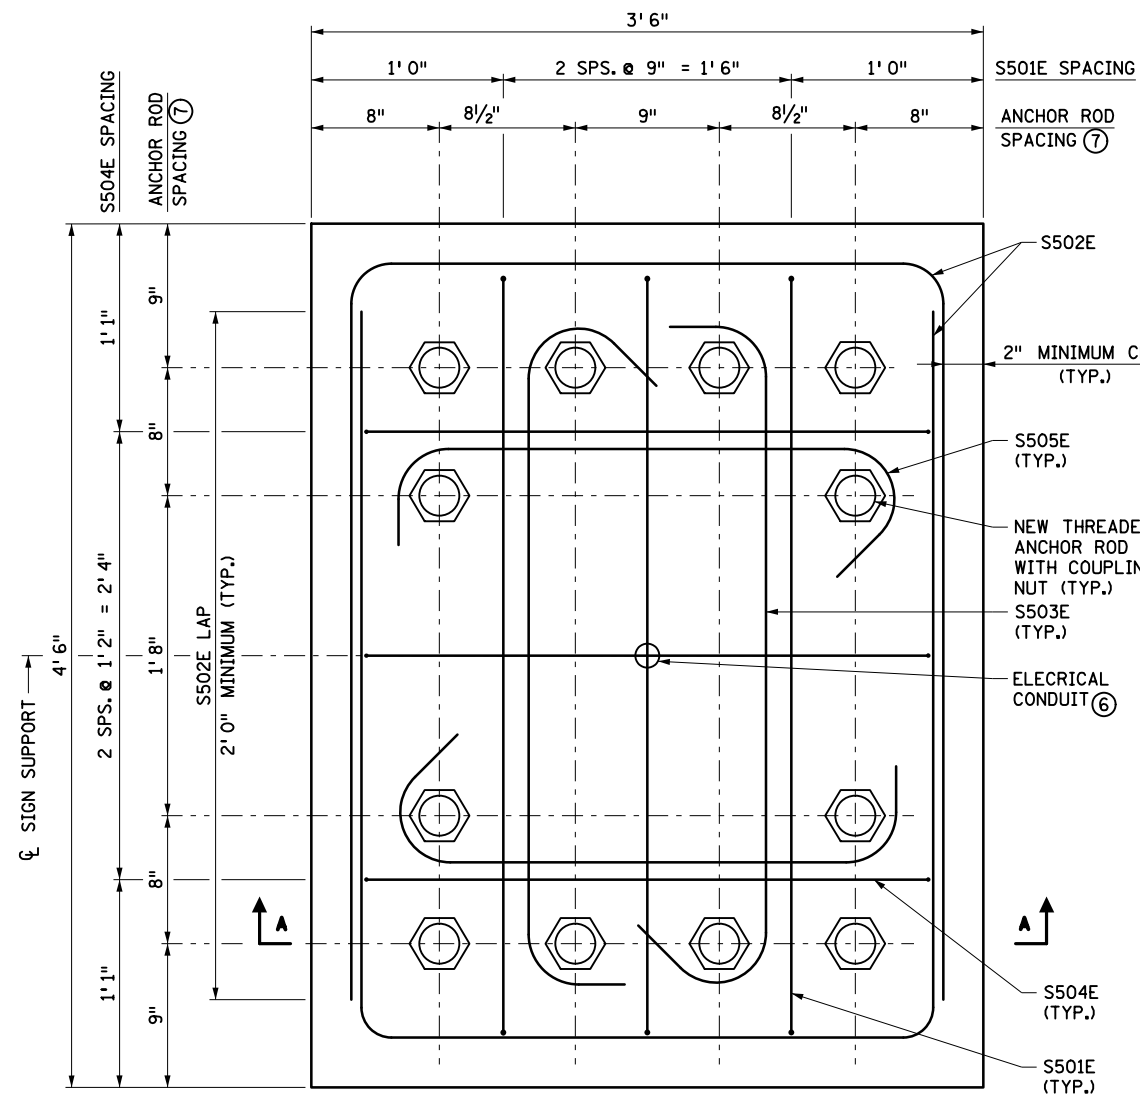 3'6"
1'0"
2 SPS. @ 9" = 1'6"
1'0"
S501E SPACING
8"
8½"
9"
8½"
8"
ANCHOR ROD
SPACING 7
S504E SPACING
ANCHOR ROD
SPACING 7
S502E
2" MINIMUM C
(TYP.)
S505E
(TYP.)
NEW THREADE
ANCHOR ROD
WITH COUPLIN
NUT (TYP.)
S503E
(TYP.)
ELECRICAL
CONDUIT 6
S504E
(TYP.)
S501E
(TYP.)
℄ SIGN SUPPORT
4'6"
1'1"
2 SPS. @ 1'2" = 2'4"
1'1"
9"
8"
1'8"
8"
9"
S502E LAP
2'0" MINIMUM (TYP.)
A
A